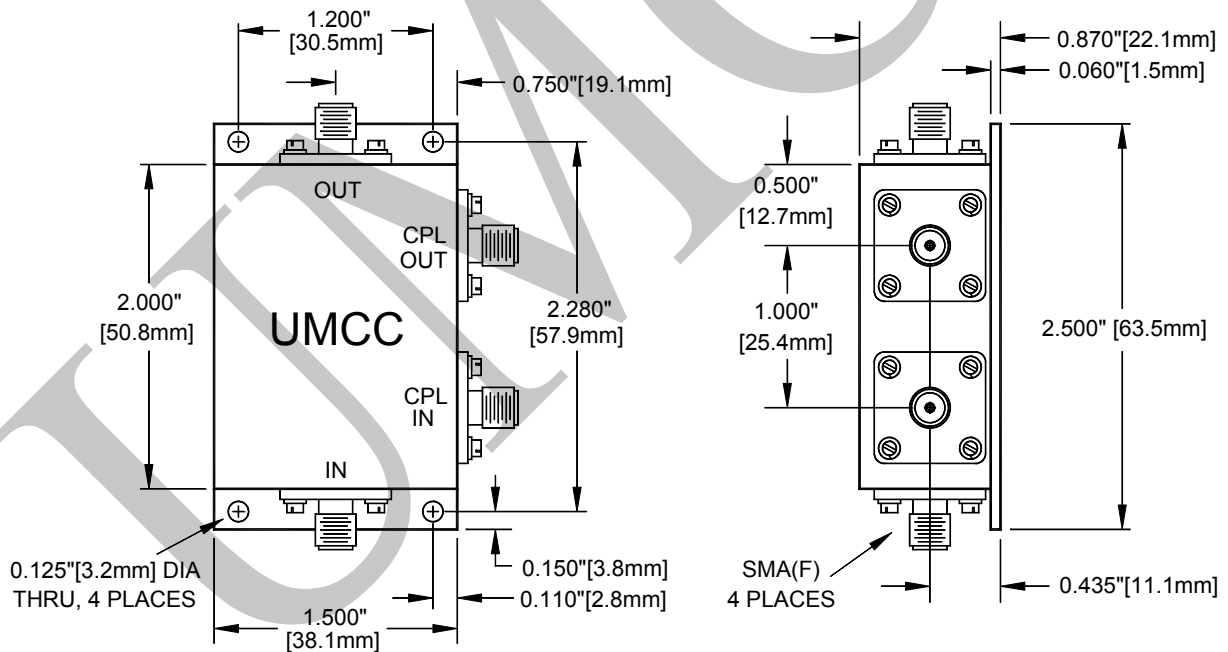 1.200"
[30.5mm]
0.750"[19.1mm]
OUT
CPL
OUT
2.000"
[50.8mm]
UMCC
2.280"
[57.9mm]
CPL
IN
IN
0.125"[3.2mm] DIA
THRU, 4 PLACES
0.150"[3.8mm]
0.110"[2.8mm]
1.500"
[38.1mm]
0.870"[22.1mm]
0.060"[1.5mm]
0.500"
[12.7mm]
1.000"
[25.4mm]
2.500" [63.5mm]
SMA(F)
4 PLACES
0.435"[11.1mm]
UMC